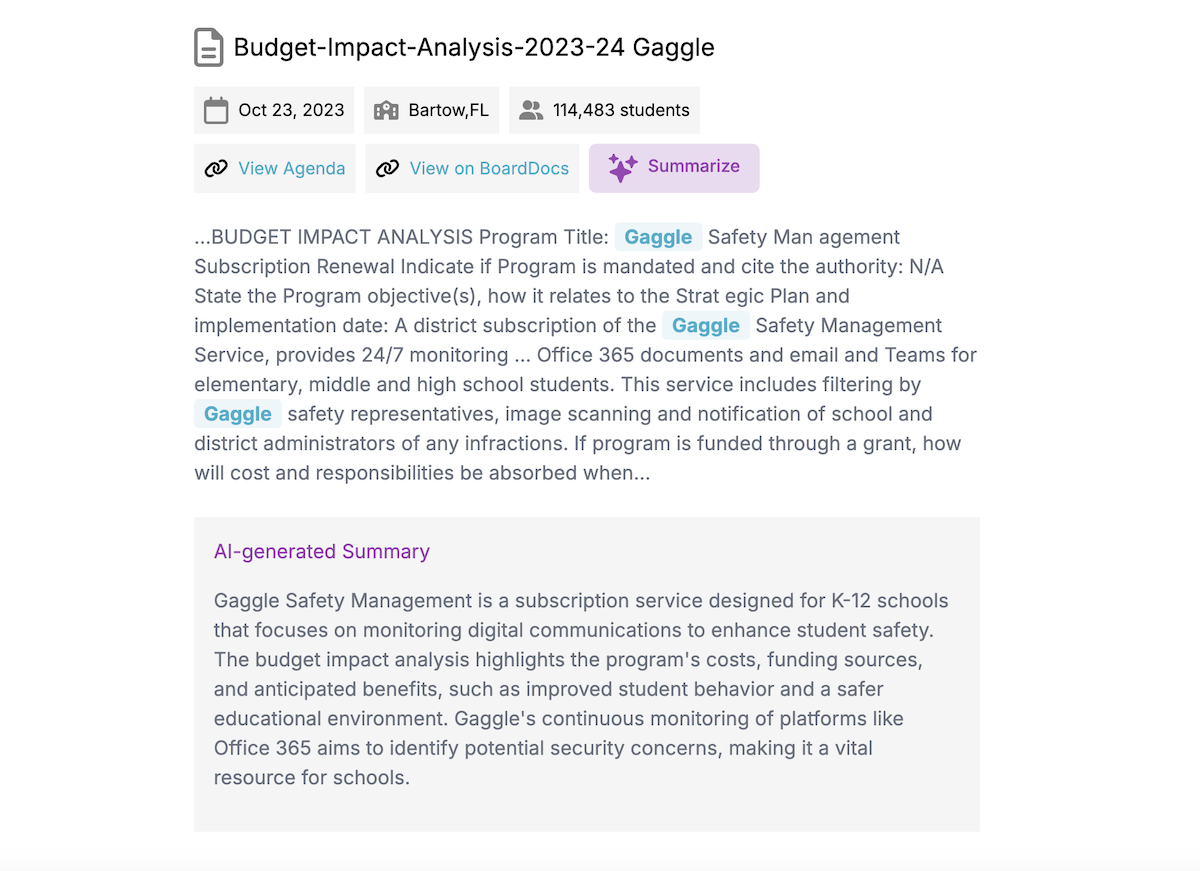 Budget-Impact-Analysis-2023-24 Gaggle
Oct 23, 2023
Bartow,FL
114,483 students
View Agenda
View on BoardDocs
Summarize
...BUDGET IMPACT ANALYSIS Program Title: Gaggle Safety Man agement
Subscription Renewal Indicate if Program is mandated and cite the authority: N/A
State the Program objective(s), how it relates to the Strat egic Plan and
implementation date: A district subscription of the Gaggle Safety Management
Service, provides 24/7 monitoring ... Office 365 documents and email and Teams for
elementary, middle and high school students. This service includes filtering by
Gaggle safety representatives, image scanning and notification of school and
district administrators of any infractions. If program is funded through a grant, how
will cost and responsibilities be absorbed when...
AI-generated Summary
Gaggle Safety Management is a subscription service designed for K-12 schools
that focuses on monitoring digital communications to enhance student safety.
The budget impact analysis highlights the program's costs, funding sources,
and anticipated benefits, such as improved student behavior and a safer
educational environment. Gaggle's continuous monitoring of platforms like
Office 365 aims to identify potential security concerns, making it a vital
resource for schools.